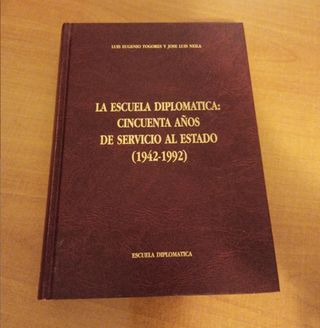 LUIS EUGENIO TOGORES Y JOSE LUIS NEILA
LA ESCUELA DIPLOMATICA:
CINCUENTA AÑOS
DE SERVICIO AL ESTADO
(1942-1992)
ESCUELA DIPLOMATICA